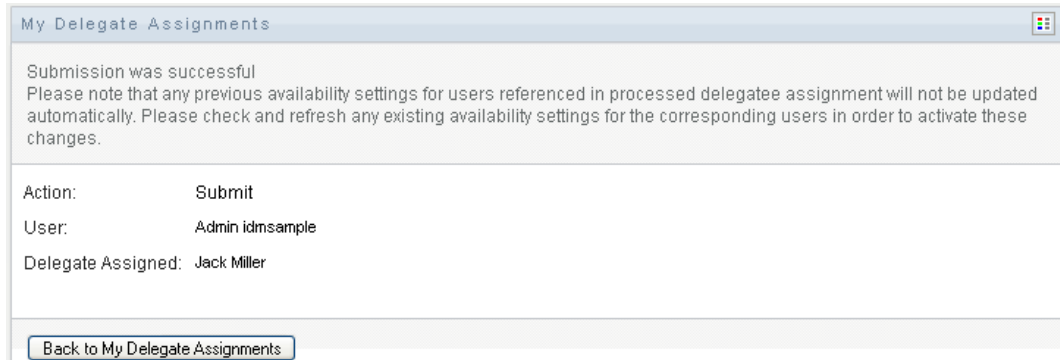 My Delegate Assignments
Submission was successful
Please note that any previous availability settings for users referenced in processed delegatee assignment will not be updated
automatically. Please check and refresh any existing availability settings for the corresponding users in order to activate these
changes.
Action: Submit
User: Admin idmsample
Delegate Assigned: Jack Miller
Back to My Delegate Assignments